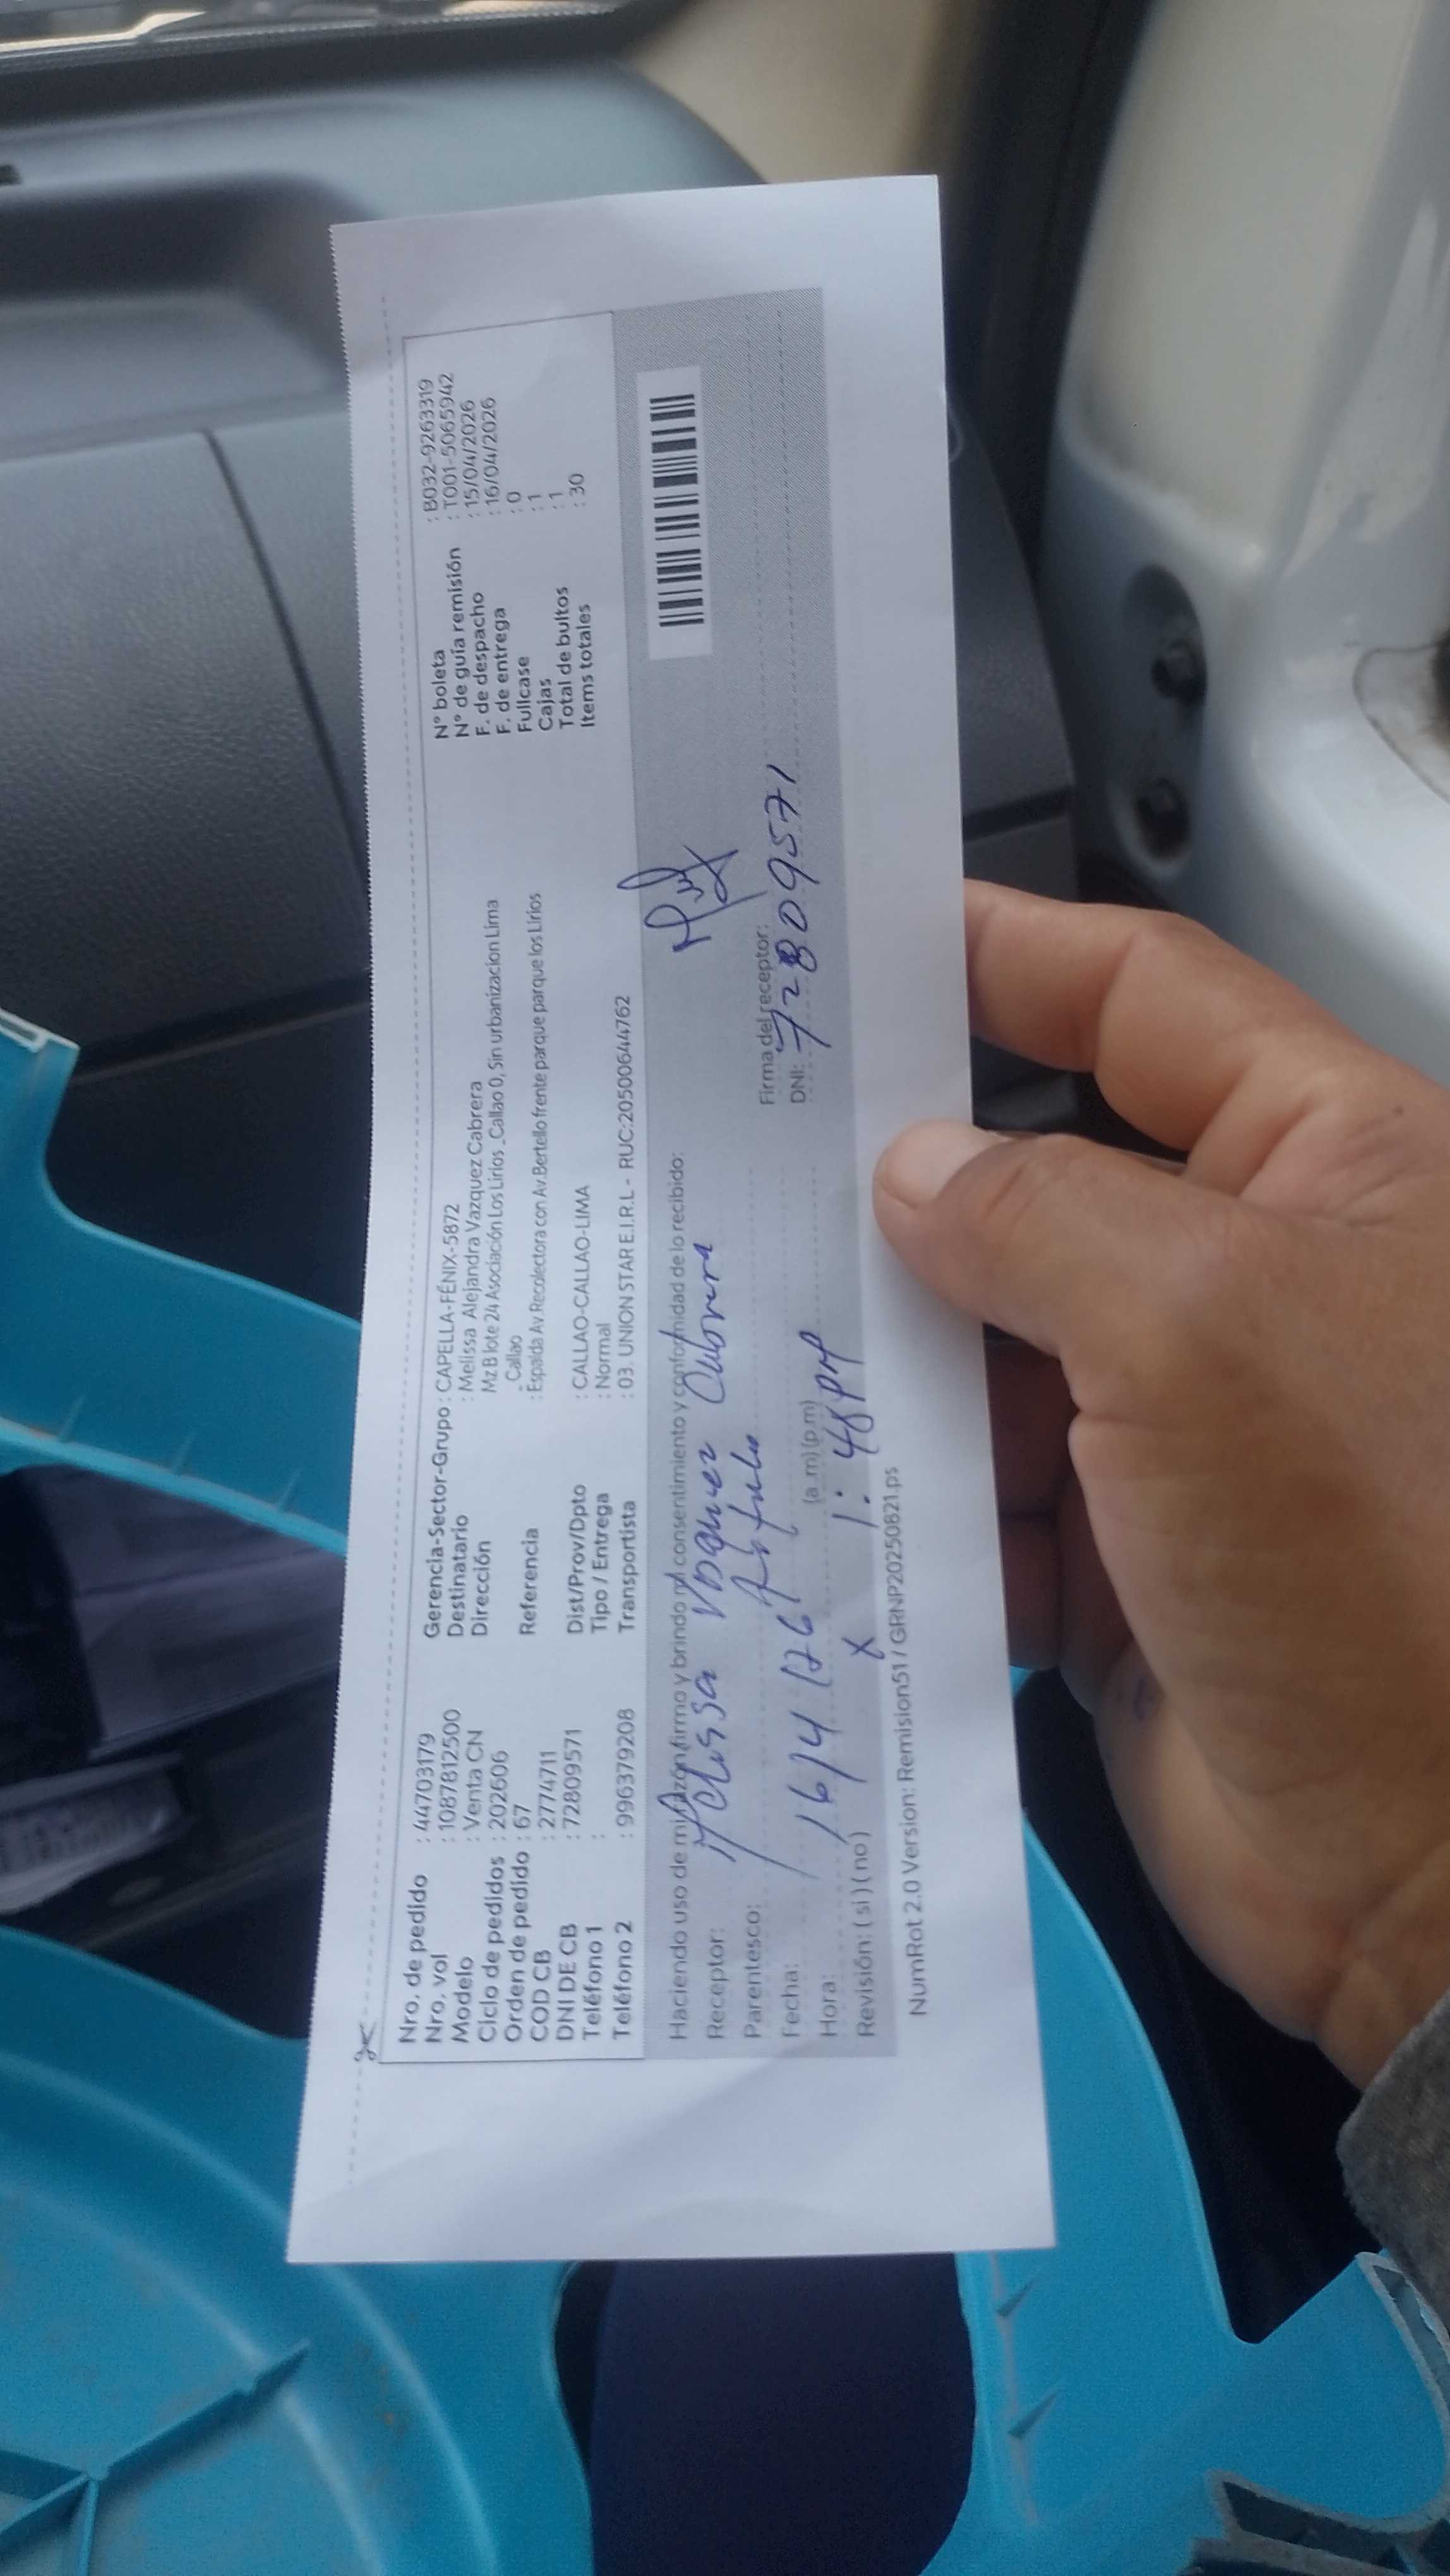 Nro. de pedido : 44703179
Nro. vol : 1087812500
Modelo : Venta CN
Ciclo de pedidos : 202606
Orden de pedido : 67
COD CB : 2774711
DNI DE CB : 72809571
Teléfono 1 :
Teléfono 2 : 996379208
Gerencia-Sector-Grupo : CAPELLA-FÉNIX-5872
Destinatario : Melissa Alejandra Vazquez Cabrera
Dirección Mz B lote 24 Asociación Los Lirios _Callao 0, Sin urbanizacion Lima
- Callao
Referencia : Espalda Av.Recolectora con Av.Bertello frente parque parque los Lirios
Dist/Prov/Dpto : CALLAO-CALLAO-LIMA
Tipo / Entrega : Normal
Transportista : 03. UNION STAR E.I.R.L - RUC:20500644762
N° boleta : B032-9263319
N° de guía remisión : T001-5065942
F. de despacho : 15/04/2026
F. de entrega : 16/04/2026
Fullcase : 0
Cajas : 1
Total de bultos : 1
Items totales : 30
Haciendo uso de mi razón firmo y brindo mi consentimiento y conformidad de lo recibido:
Receptor: Melissa Vasquez Cabrera
Parentesco:
Fecha: 16/4/26
Hora: (a.m)(p.m) 1:48 pm
Revisión: (si)(no) x
Firma del receptor:
DNI: 72809571
NumRot 2.0 Version: Remision51 / GRNP20250821.ps